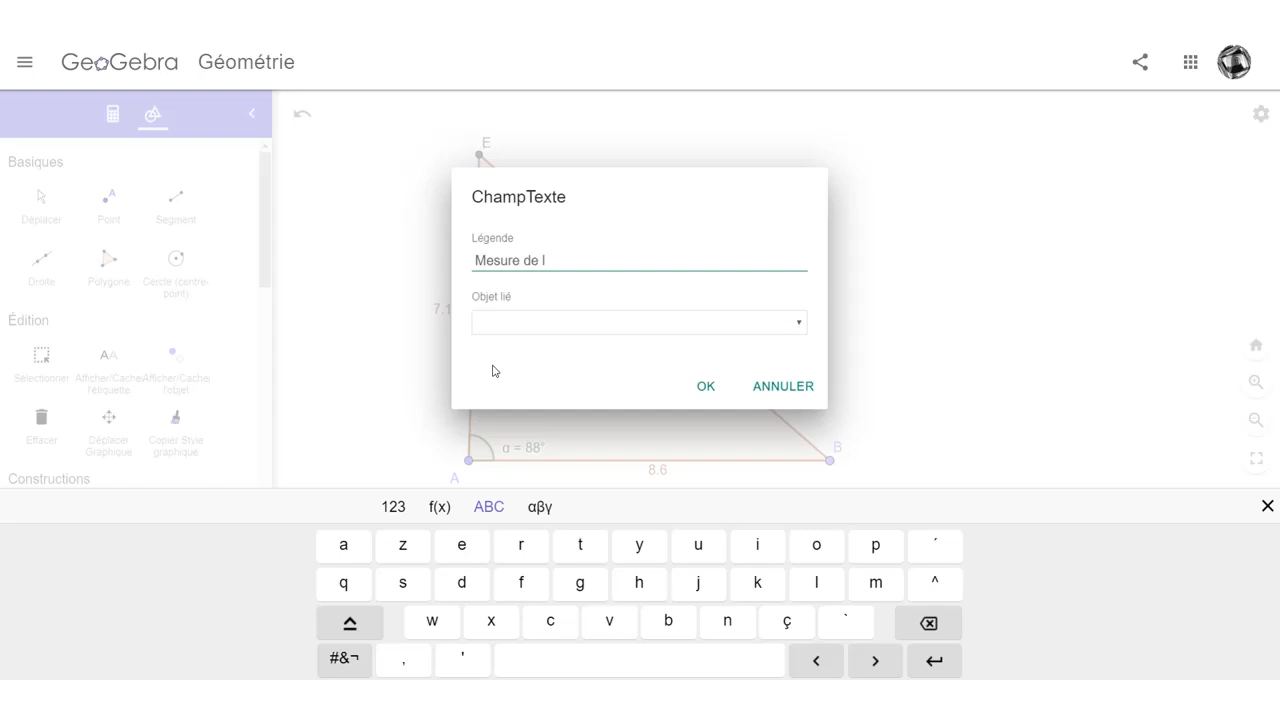 GeoGebra Géométrie
Basiques
Déplacer Point Segment
Droite Polygone Cercle (centre-
point)
Édition
Sélectionner Afficher/Cacher Afficher/Cacher
l'étiquette l'objet
Effacer Déplacer Copier Style
Graphique graphique
Constructions
E
ChampTexte
Légende
Mesure de l
Objet lié
OK ANNULER
7.1
α = 88°
A
B
8.6
123 f(x) ABC αβγ
a z e r t y u i o p ´
q s d f g h j k l m ^
w x c v b n ç `
#&¬ , '